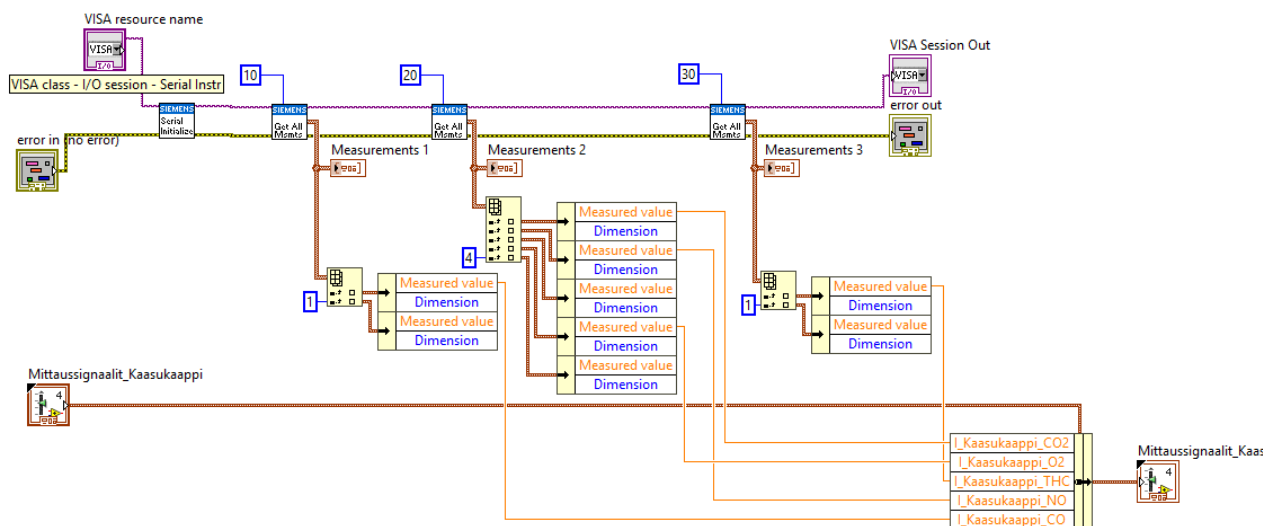 VISA resource name
VISA
I/O
VISA class - I/O session - Serial Instr
10
20
30
VISA Session Out
VISA
I/O
SIEMENS
Serial
Initialize
SIEMENS
Get All
Msmts
SIEMENS
Get All
Msmts
SIEMENS
Get All
Msmts
error out
error in (no error)
Measurements 1
Measurements 2
Measurements 3
4
Measured value
Dimension
Measured value
Dimension
Measured value
Dimension
Measured value
Dimension
Measured value
Dimension
1
Measured value
Dimension
Measured value
Dimension
1
Measured value
Dimension
Measured value
Dimension
Mittaussignaalit_Kaasukaappi
4
I_Kaasukaappi_CO2
I_Kaasukaappi_O2
I_Kaasukaappi_THC
I_Kaasukaappi_NO
I_Kaasukaappi_CO
Mittaussignaalit_Kaas
4